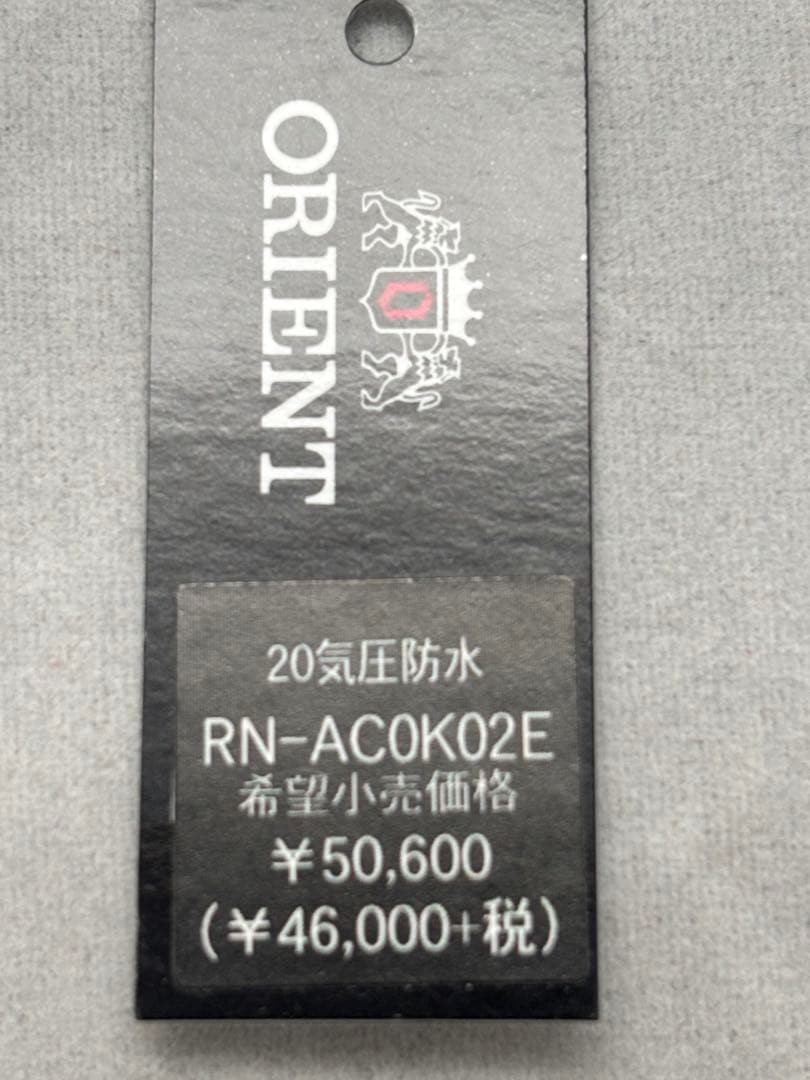 ORIENT
20気圧防水
RN-AC0K02E
希望小売価格
¥50,600
(¥46,000+税)